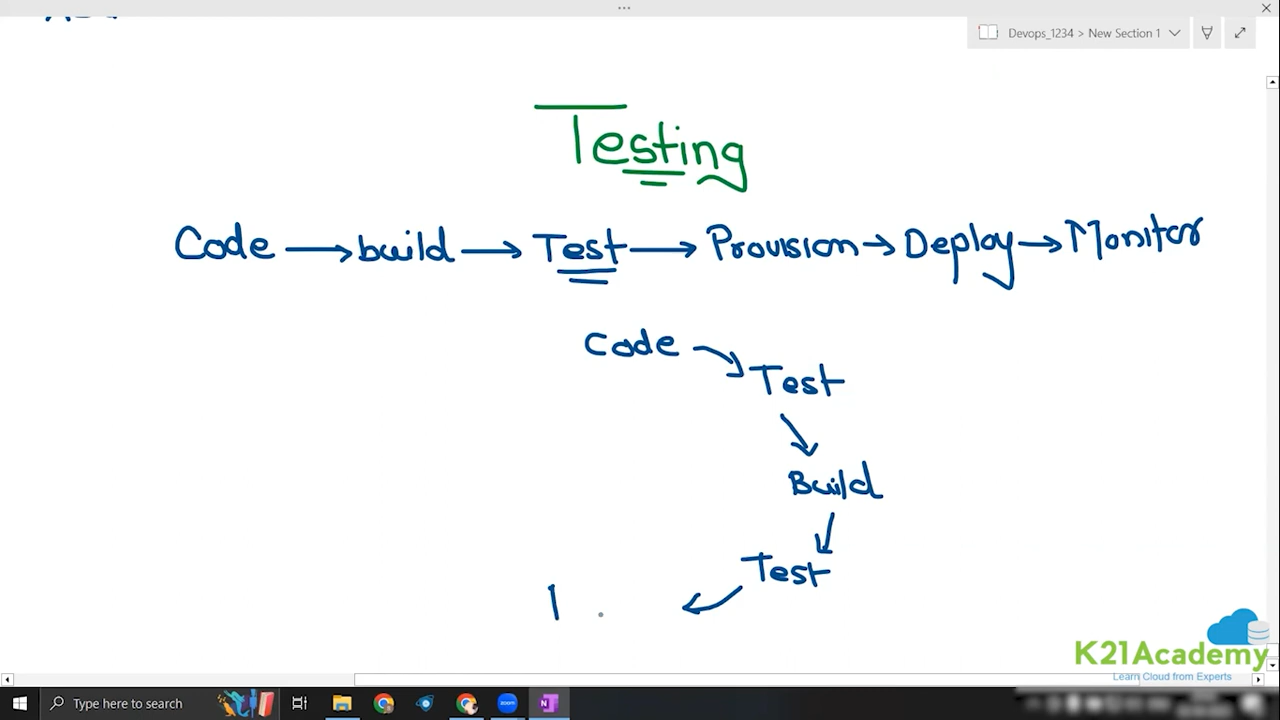 Devops_1234 > New Section 1
Testing
Code → build → Test → Provision → Deploy → Monitor
Code
Test
Build
Test
K21Academy
Learn Cloud from Experts
Type here to search
zoom
N